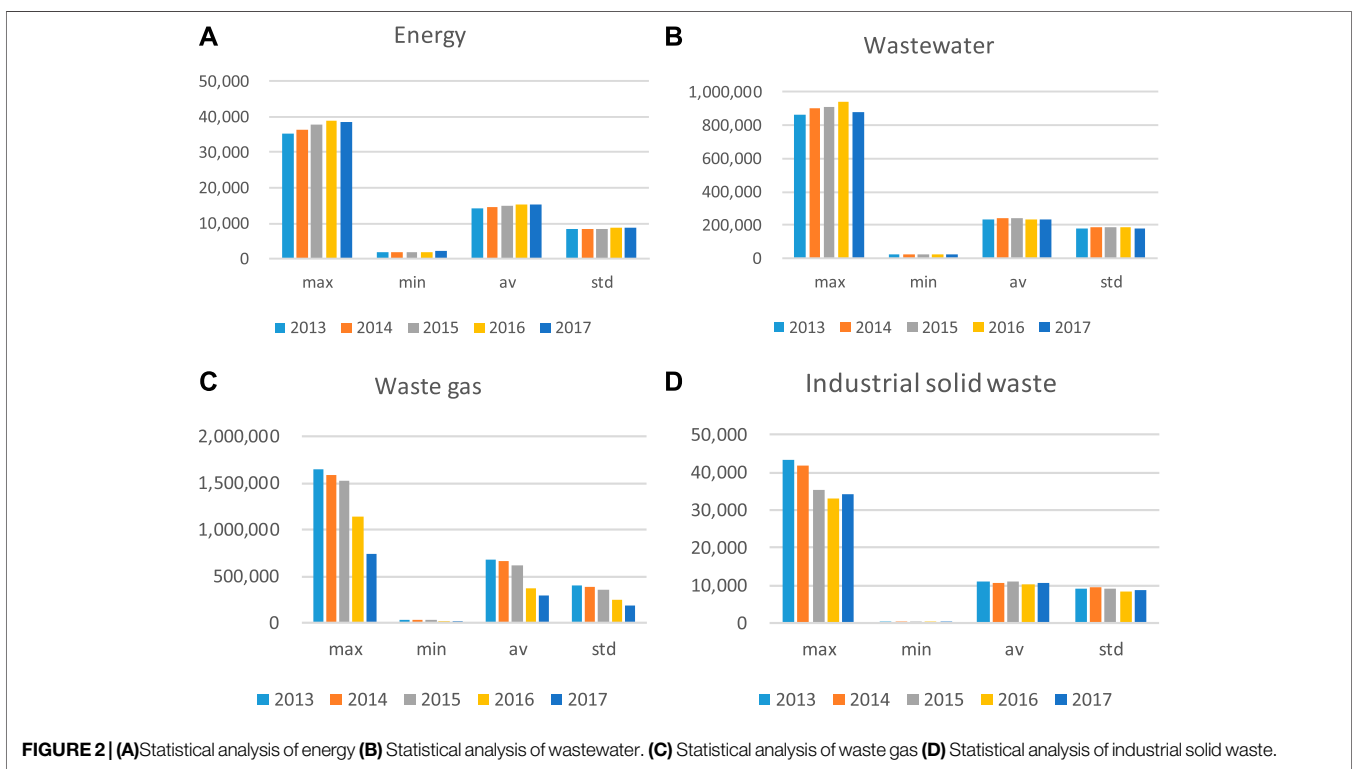 A
Energy
50,000
40,000
30,000
20,000
10,000
0
max min av std
2013 2014 2015 2016 2017
B
Wastewater
1,000,000
800,000
600,000
400,000
200,000
0
max min av std
2013 2014 2015 2016 2017
C
Waste gas
2,000,000
1,500,000
1,000,000
500,000
0
max min av std
2013 2014 2015 2016 2017
D
Industrial solid waste
50,000
40,000
30,000
20,000
10,000
0
max min av std
2013 2014 2015 2016 2017
FIGURE 2 | (A)Statistical analysis of energy (B) Statistical analysis of wastewater. (C) Statistical analysis of waste gas (D) Statistical analysis of industrial solid waste.